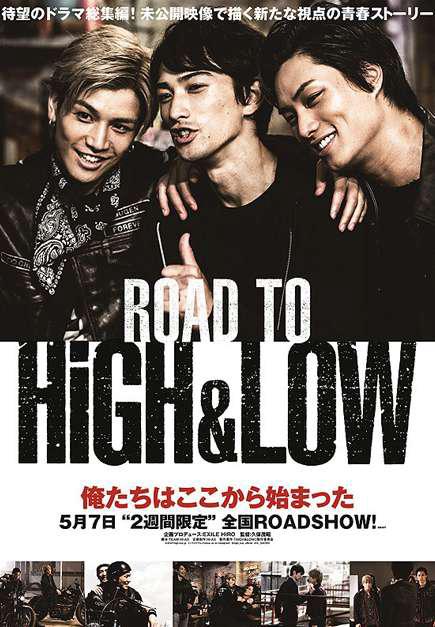 待望のドラマ総集編! 未公開映像で描く新たな視点の青春ストーリー
MUGEN
FOREVER
ROAD TO
HiGH&LOW
俺たちはここから始まった
5月7日 “2週間限定” 全国ROADSHOW!
企画プロデュース:EXILE HIRO 監督:久保茂昭